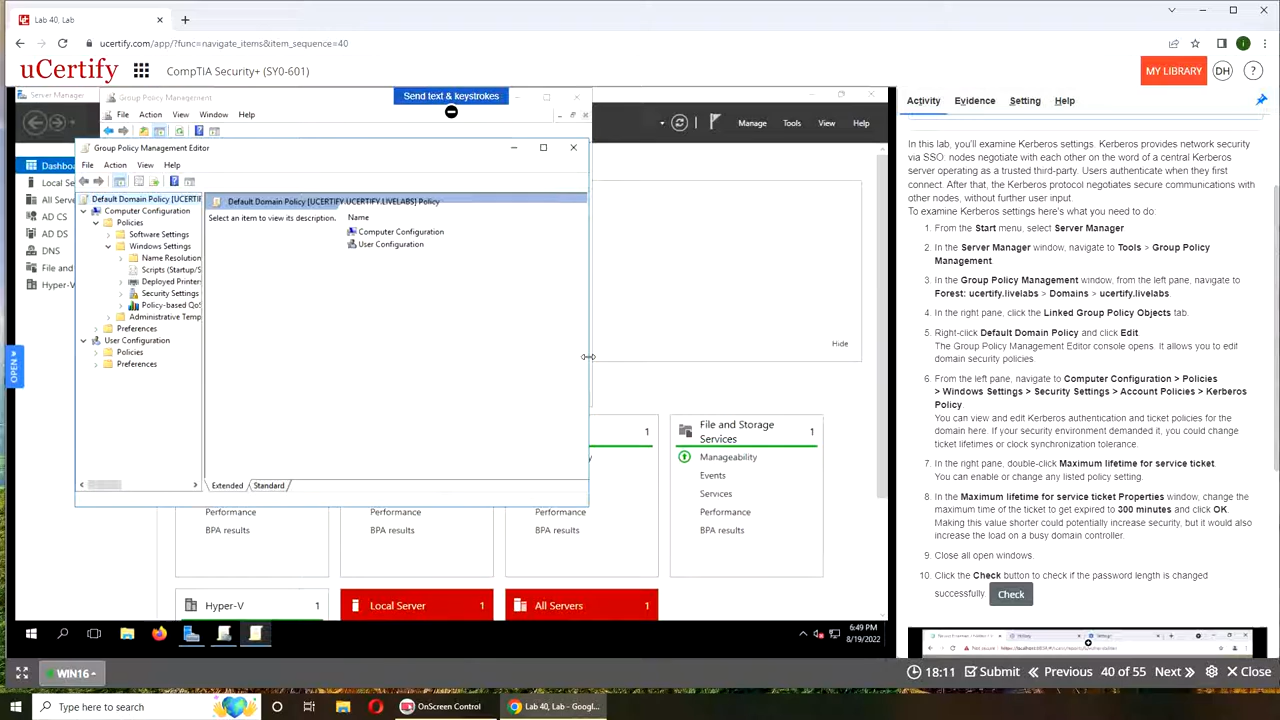 Lab 40, Lab
ucertify.com/app/?func=navigate_items&item_sequence=40
uCertify
CompTIA Security+ (SY0-601)
MY LIBRARY
DH
?
Server Manager
Group Policy Management
Send text & keystrokes
File Action View Window Help
Manage Tools View Help
Group Policy Management Editor
File Action View Help
Default Domain Policy [UCERTIF
Computer Configuration
Policies
Software Settings
Windows Settings
Name Resolution
Scripts (Startup/S
Deployed Printer
Security Settings
Policy-based Qo
Administrative Temp
Preferences
User Configuration
Policies
Preferences
Default Domain Policy [UCERTIFY.UCERTIFY.LIVELABS] Policy
Select an item to view its description.
Name
Computer Configuration
User Configuration
Extended Standard
Dashbo
Local Se
All Serve
AD CS
AD DS
DNS
File and
Hyper-V
OPEN
Hide
1
File and Storage
Services
1
Manageability
Events
Services
Performance
BPA results
Performance
BPA results
Performance
BPA results
Performance
BPA results
Hyper-V 1
Local Server 1
All Servers 1
6:49 PM
8/19/2022
Activity Evidence Setting Help
In this lab, you'll examine Kerberos settings. Kerberos provides network security
via SSO: nodes negotiate with each other on the word of a central Kerberos
server operating as a trusted third-party. Users authenticate when they first
connect. After that, the Kerberos protocol negotiates secure communications with
other nodes, without further user input.
To examine Kerberos settings here's what you need to do:
1. From the Start menu, select Server Manager
2. In the Server Manager window, navigate to Tools > Group Policy
Management.
3. In the Group Policy Management window, from the left pane, navigate to
Forest: ucertify.livelabs > Domains > ucertify.livelabs.
4. In the right pane, click the Linked Group Policy Objects tab.
5. Right-click Default Domain Policy and click Edit.
The Group Policy Management Editor console opens. It allows you to edit
domain security policies
6. From the left pane, navigate to Computer Configuration > Policies
> Windows Settings > Security Settings > Account Policies > Kerberos
Policy.
You can view and edit Kerberos authentication and ticket policies for the
domain here. If your security environment demanded it, you could change
ticket lifetimes or clock synchronization tolerance.
7. In the right pane, double-click Maximum lifetime for service ticket.
You can enable or change any listed policy setting.
8. In the Maximum lifetime for service ticket Properties window, change the
maximum time of the ticket to get expired to 300 minutes and click OK.
Making this value shorter could potentially increase security, but it would also
increase the load on a busy domain controller.
9. Close all open windows.
10. Click the Check button to check if the password length is changed
successfully. Check
WIN16
18:11 Submit Previous 40 of 55 Next Close
Type here to search
OnScreen Control
Lab 40, Lab - Googl...